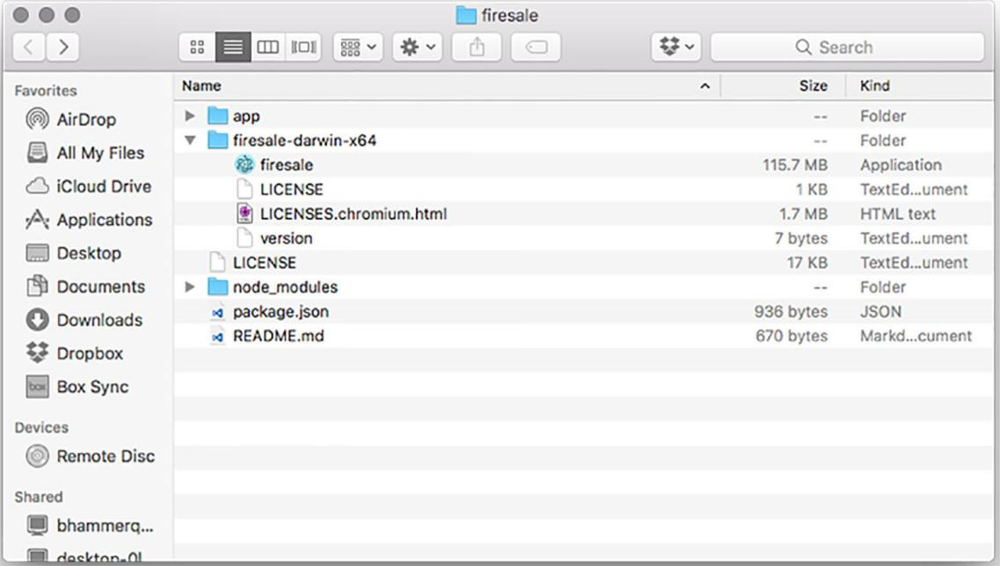 firesale
Search
Favorites
AirDrop
All My Files
iCloud Drive
Applications
Desktop
Documents
Downloads
Dropbox
box Box Sync
Devices
Remote Disc
Shared
bhammerq...
Name Size Kind
app -- Folder
firesale-darwin-x64 -- Folder
firesale 115.7 MB Application
LICENSE 1 KB TextEd...ument
LICENSES.chromium.html 1.7 MB HTML text
version 7 bytes TextEd...ument
LICENSE 17 KB TextEd...ument
node_modules -- Folder
package.json 936 bytes JSON
README.md 670 bytes Markd...cument